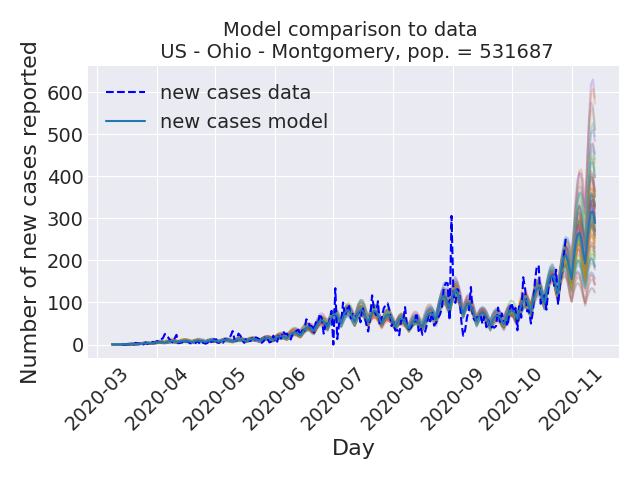 Model comparison to data
US - Ohio - Montgomery, pop. = 531687
Number of new cases reported
600
500
400
300
200
100
0
new cases data
new cases model
2020-03
2020-04
2020-05
2020-06
2020-07
2020-08
2020-09
2020-10
2020-11
Day